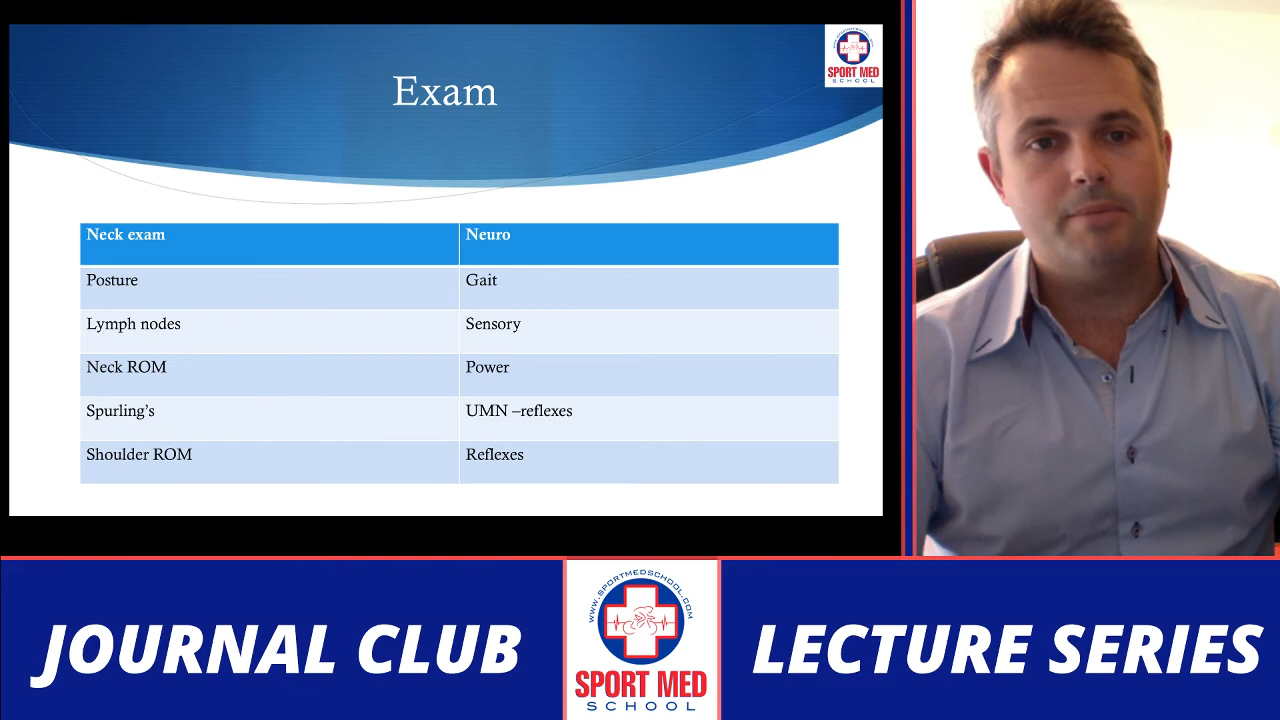 Exam
SPORT MED
SCHOOL
Neck exam
Neuro
Posture
Gait
Lymph nodes
Sensory
Neck ROM
Power
Spurling's
UMN –reflexes
Shoulder ROM
Reflexes
JOURNAL CLUB
WWW.SPORTMEDSCHOOL.COM
SPORT MED
SCHOOL
LECTURE SERIES